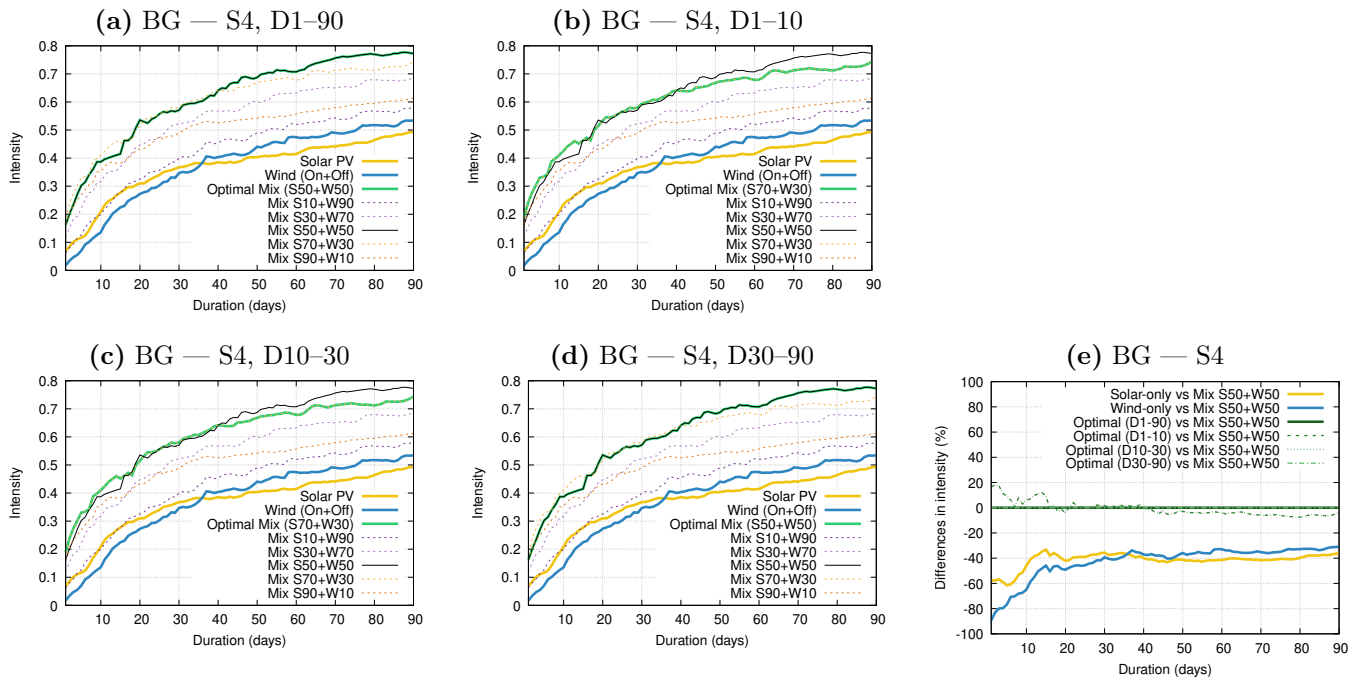 (a) BG — S4, D1–90
0.8
0.7
0.6
0.5
0.4
0.3
0.2
0.1
0
Intensity
Solar PV
Wind (On+Off)
Optimal Mix (S50+W50)
Mix S10+W90
Mix S30+W70
Mix S50+W50
Mix S70+W30
Mix S90+W10
10 20 30 40 50 60 70 80 90
Duration (days)
(b) BG — S4, D1–10
0.8
0.7
0.6
0.5
0.4
0.3
0.2
0.1
0
Intensity
Solar PV
Wind (On+Off)
Optimal Mix (S70+W30)
Mix S10+W90
Mix S30+W70
Mix S50+W50
Mix S70+W30
Mix S90+W10
10 20 30 40 50 60 70 80 90
Duration (days)
(c) BG — S4, D10–30
0.8
0.7
0.6
0.5
0.4
0.3
0.2
0.1
0
Intensity
Solar PV
Wind (On+Off)
Optimal Mix (S70+W30)
Mix S10+W90
Mix S30+W70
Mix S50+W50
Mix S70+W30
Mix S90+W10
10 20 30 40 50 60 70 80 90
Duration (days)
(d) BG — S4, D30–90
0.8
0.7
0.6
0.5
0.4
0.3
0.2
0.1
0
Intensity
Solar PV
Wind (On+Off)
Optimal Mix (S50+W50)
Mix S10+W90
Mix S30+W70
Mix S50+W50
Mix S70+W30
Mix S90+W10
10 20 30 40 50 60 70 80 90
Duration (days)
(e) BG — S4
100
80
60
40
20
0
-20
-40
-60
-80
-100
Differences in intensity (%)
Solar-only vs Mix S50+W50
Wind-only vs Mix S50+W50
Optimal (D1-90) vs Mix S50+W50
Optimal (D1-10) vs Mix S50+W50
Optimal (D10-30) vs Mix S50+W50
Optimal (D30-90) vs Mix S50+W50
10 20 30 40 50 60 70 80 90
Duration (days)